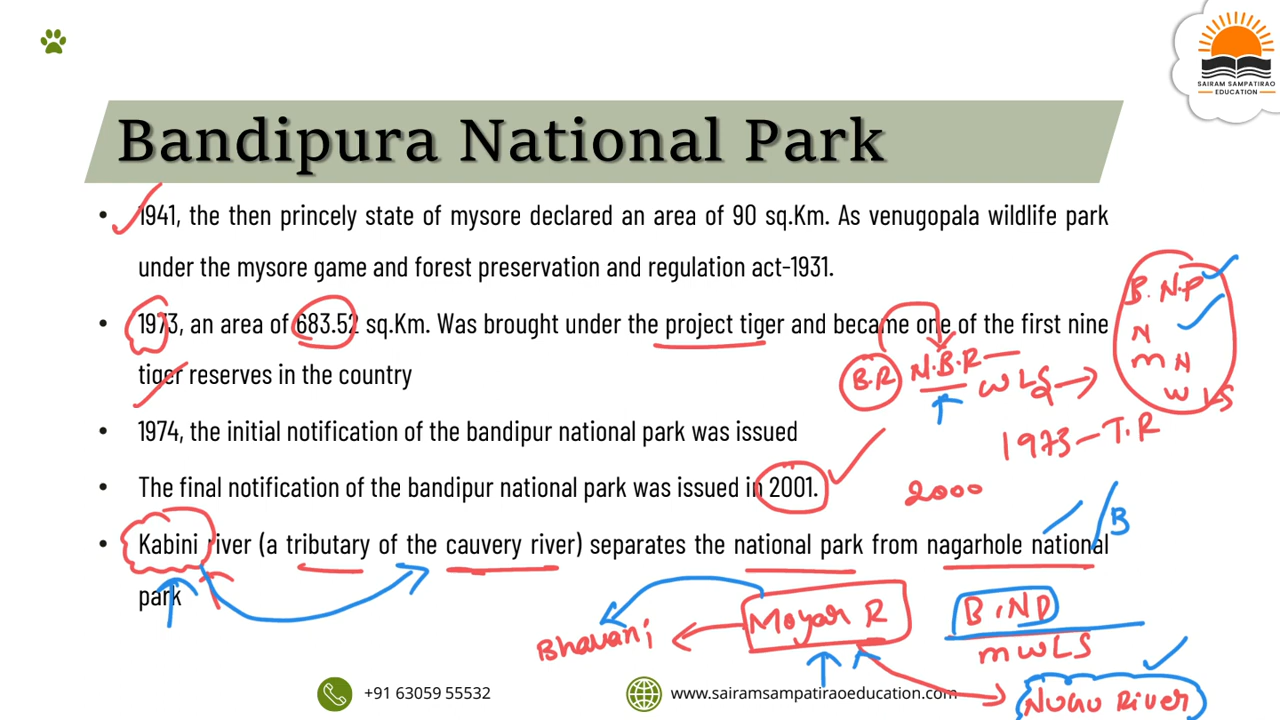 SAIRAM SAMPATIRAO
EDUCATION
Bandipura National Park
• 1941, the then princely state of mysore declared an area of 90 sq.Km. As venugopala wildlife park
under the mysore game and forest preservation and regulation act-1931.
• 1973, an area of 683.52 sq.Km. Was brought under the project tiger and became one of the first nine
tiger reserves in the country
• 1974, the initial notification of the bandipur national park was issued
• The final notification of the bandipur national park was issued in 2001.
• Kabini river (a tributary of the cauvery river) separates the national park from nagarhole national
park
B.N.P
N
M N
WLS
B.R N.B.R
WLS
1973-T.R
2000
B
Moyar R
Bhavani
B.N.P
MWLS
Nugu River
+91 63059 55532
www.sairamsampatiraoeducation.com